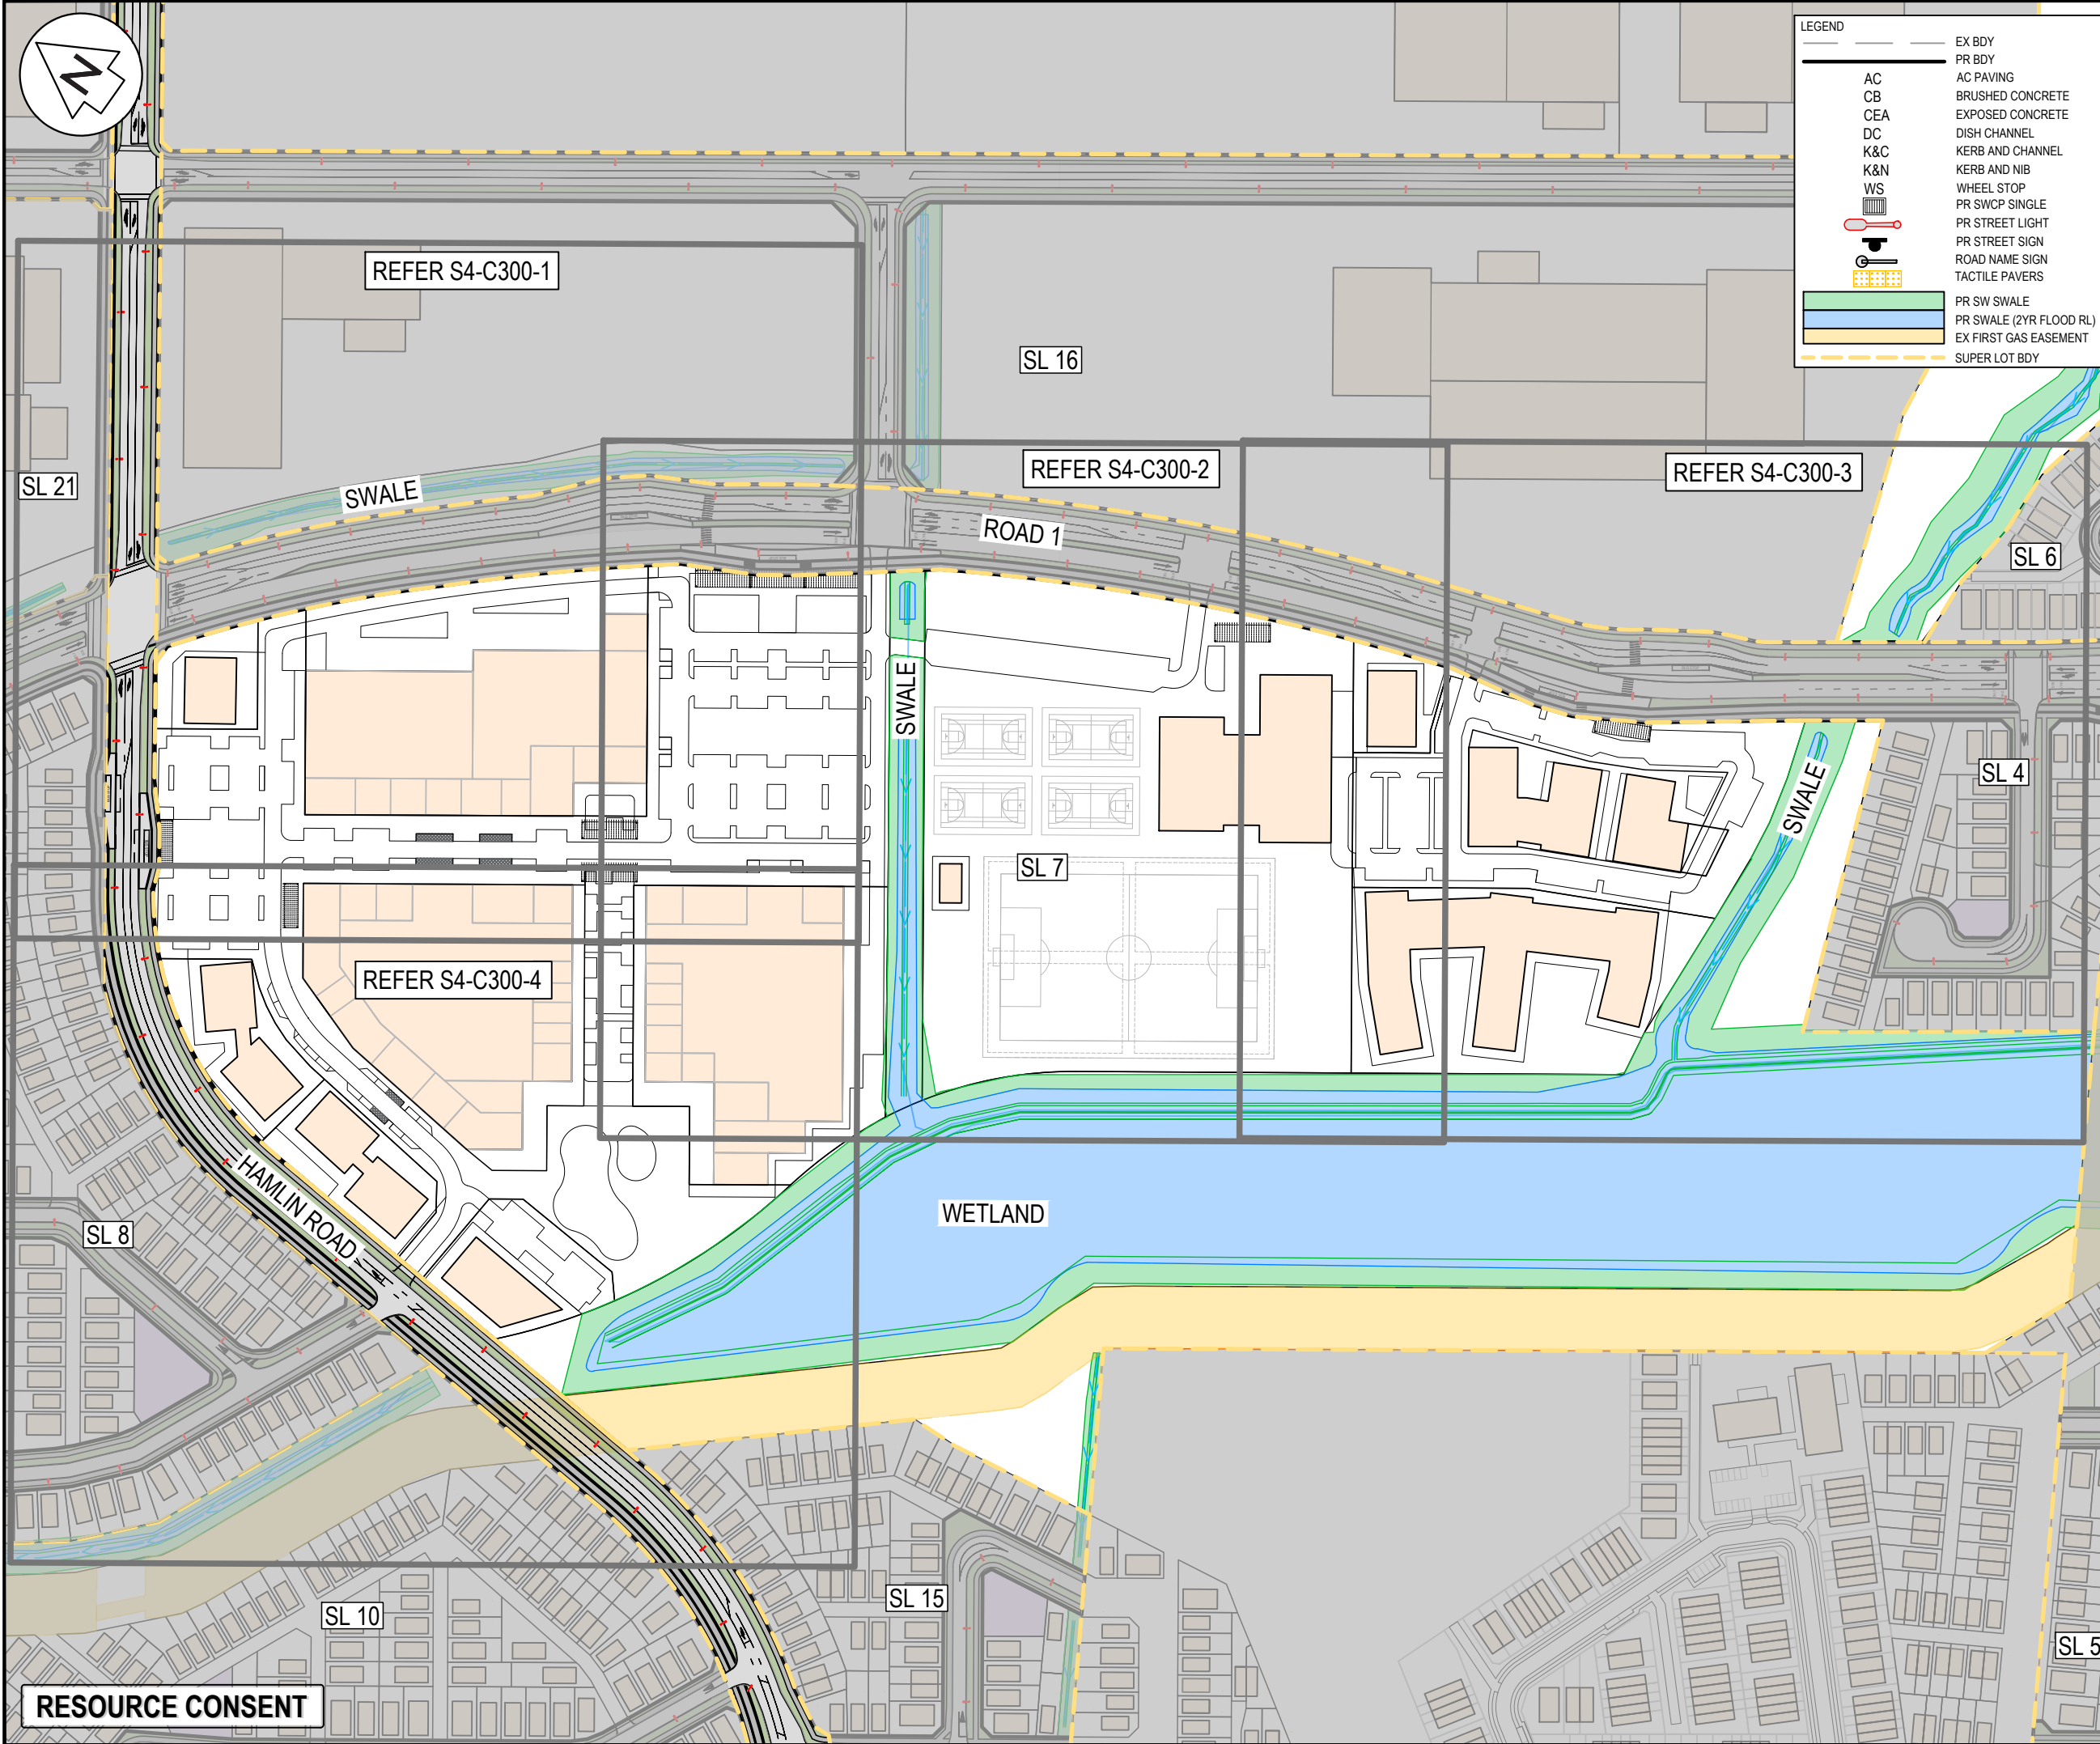 N
LEGEND
EX BDY
PR BDY
AC AC PAVING
CB BRUSHED CONCRETE
CEA EXPOSED CONCRETE
DC DISH CHANNEL
K&C KERB AND CHANNEL
K&N KERB AND NIB
WS WHEEL STOP
PR SWCP SINGLE
PR STREET LIGHT
PR STREET SIGN
ROAD NAME SIGN
TACTILE PAVERS
PR SW SWALE
PR SWALE (2YR FLOOD RL)
EX FIRST GAS EASEMENT
SUPER LOT BDY
REFER S4-C300-1
SL 16
REFER S4-C300-2
REFER S4-C300-3
SL 21
SWALE
ROAD 1
SL 6
SWALE
SL 4
SWALE
SL 7
REFER S4-C300-4
HAMLIN ROAD
WETLAND
SL 8
SL 15
SL 10
SL 5
RESOURCE CONSENT